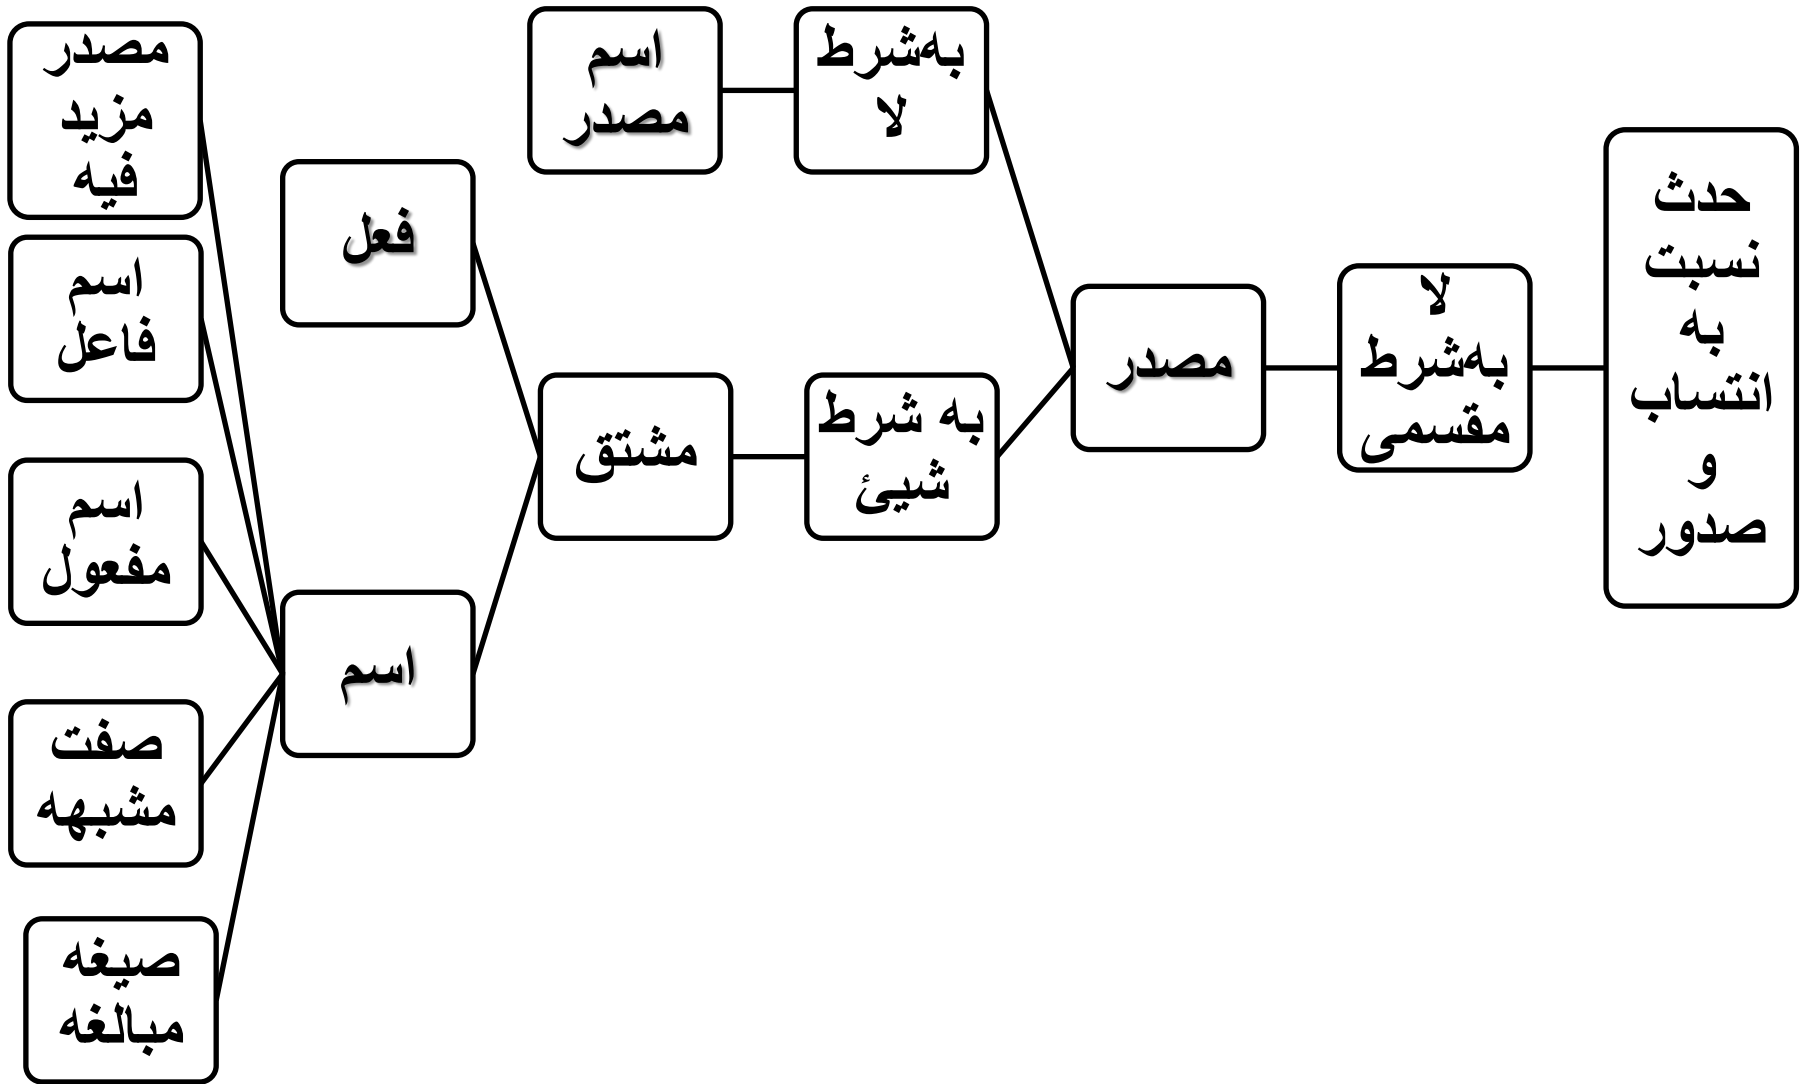 حدث
نسبت
به
انتساب
و
صدور
لا
به‌شرط
مقسمی
مصدر
به‌شرط
لا
اسم
مصدر
به شرط
شیئ
مشتق
فعل
اسم
مصدر
مزید
فیه
اسم
فاعل
اسم
مفعول
صفت
مشبهه
صیغه
مبالغه